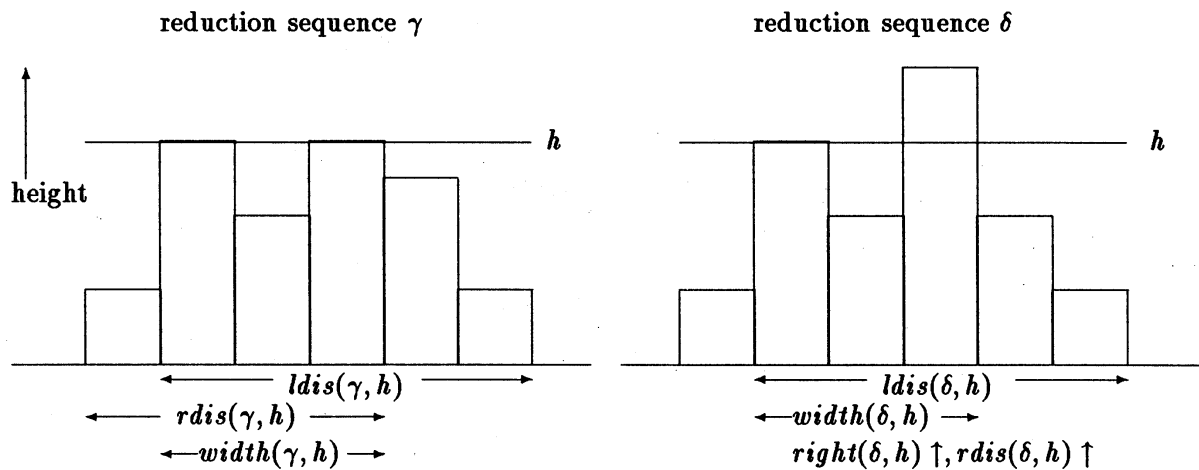 reduction sequence γ
reduction sequence δ
h
h
height
ldis(γ, h)
ldis(δ, h)
rdis(γ, h)
width(δ, h)
width(γ, h)
right(δ, h) ↑, rdis(δ, h) ↑